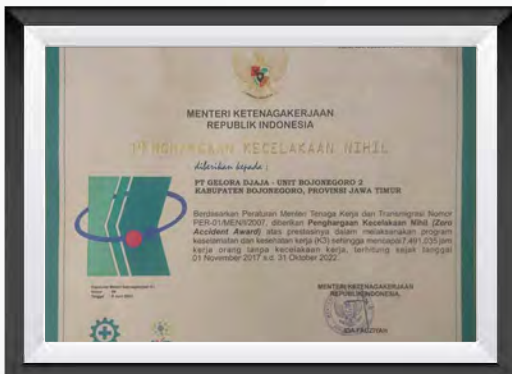 MENTERI KETENAGAKERJAAN
REPUBLIK INDONESIA
PENGHARGAAN KECELAKAAN NIHIL
diberikan kepada :
PT GELORA DJAJA - UNIT BOJONEGORO 2
KABUPATEN BOJONEGORO, PROVINSI JAWA TIMUR
Berdasarkan Peraturan Menteri Tenaga Kerja dan Transmigrasi Nomor
PER-01/MEN/I/2007, diberikan Penghargaan Kecelakaan Nihil (Zero
Accident Award) atas prestasinya dalam melaksanakan program
keselamatan dan kesehatan kerja (K3) sehingga mencapai 7.491.035 jam
kerja orang tanpa kecelakaan kerja, terhitung sejak tanggal
01 November 2017 s.d. 31 Oktober 2022.
MENTERI KETENAGAKERJAAN
REPUBLIK INDONESIA,
IDA FAUZIYAH